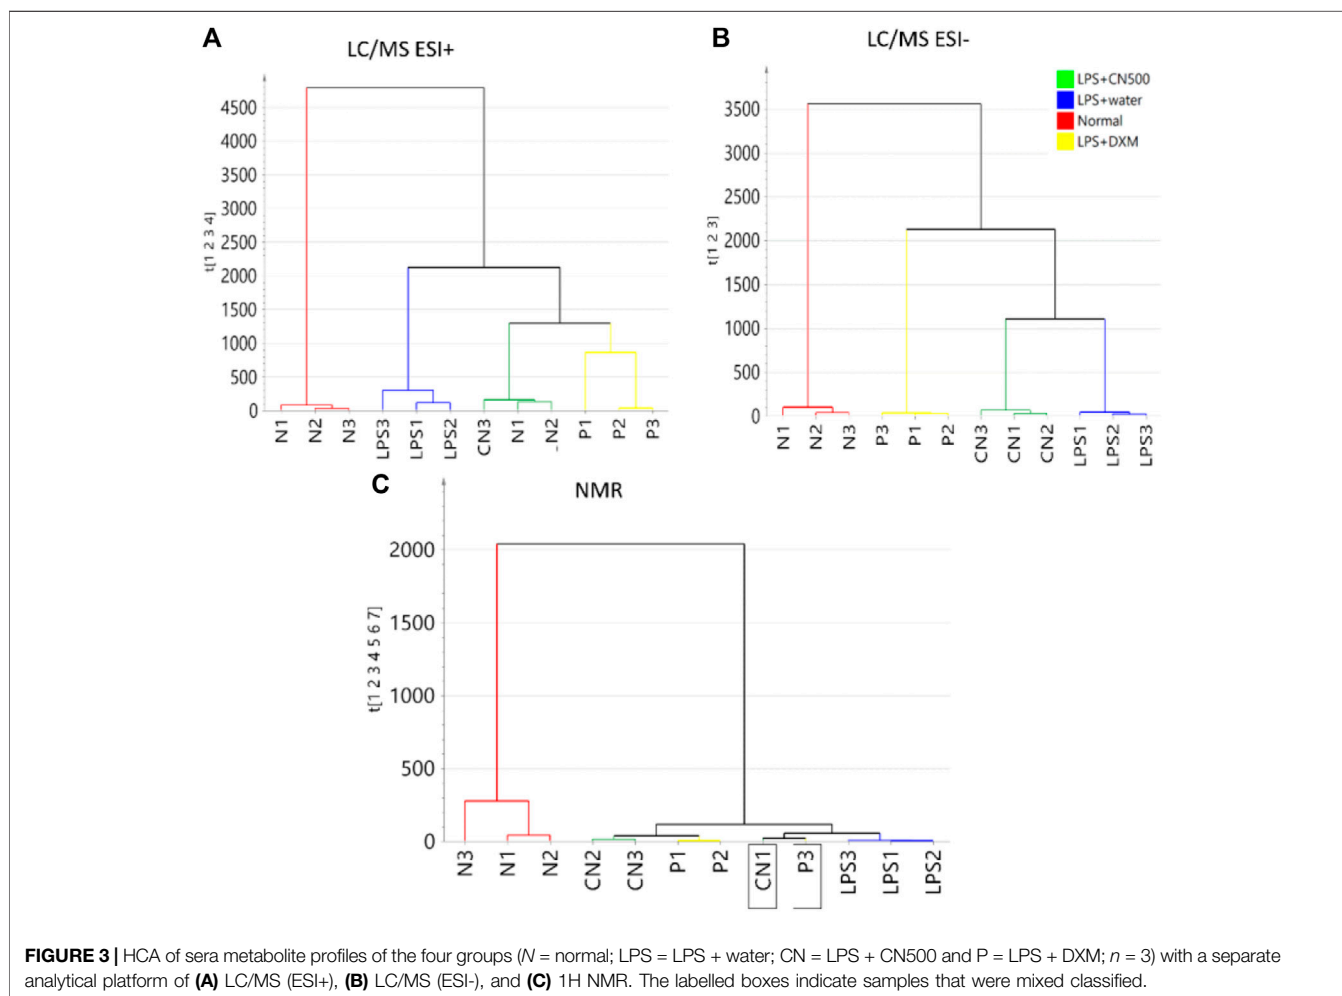 A
LC/MS ESI+
t[1 2 3 4]
4500
4000
3500
3000
2500
2000
1500
1000
500
0
N1 N2 N3 LPS3 LPS1 LPS2 CN3 N1 _N2 P1 P2 P3
B
LC/MS ESI-
LPS+CN500
LPS+water
Normal
LPS+DXM
t[1 2 3]
3500
3000
2500
2000
1500
1000
500
0
N1 N2 N3 P3 P1 P2 CN3 CN1 CN2 LPS1 LPS2 LPS3
C
NMR
t[1 2 3 4 5 6 7]
2000
1500
1000
500
0
N3 N1 N2 CN2 CN3 P1 P2 CN1 P3 LPS3 LPS1 LPS2
FIGURE 3 | HCA of sera metabolite profiles of the four groups (N = normal; LPS = LPS + water; CN = LPS + CN500 and P = LPS + DXM; n = 3) with a separate
analytical platform of (A) LC/MS (ESI+), (B) LC/MS (ESI-), and (C) 1H NMR. The labelled boxes indicate samples that were mixed classified.